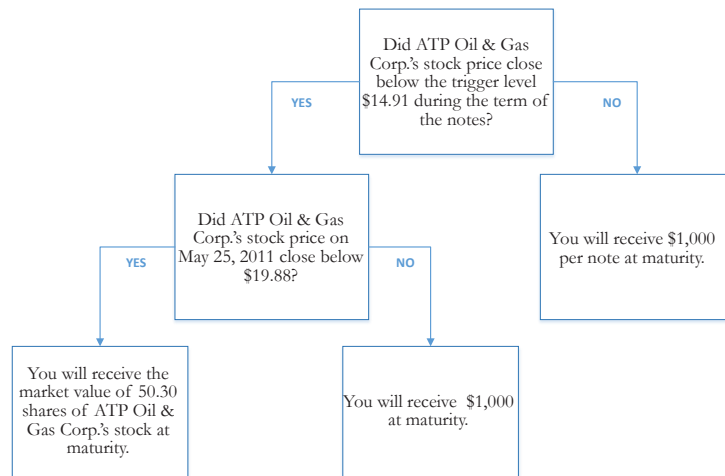 Did ATP Oil & Gas
Corp.'s stock price close
below the trigger level
$14.91 during the term of
the notes?
YES
NO
Did ATP Oil & Gas
Corp.'s stock price on
May 25, 2011 close below
$19.88?
You will receive $1,000
per note at maturity.
YES
NO
You will receive the
market value of 50.30
shares of ATP Oil &
Gas Corp.'s stock at
maturity.
You will receive $1,000
at maturity.